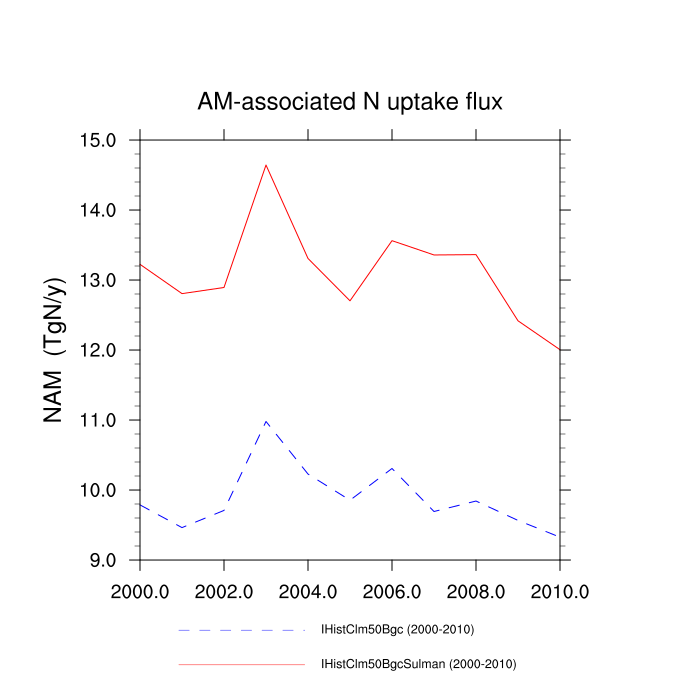 AM-associated N uptake flux
15.0
14.0
13.0
12.0
11.0
10.0
9.0
NAM (TgN/y)
2000.0 2002.0 2004.0 2006.0 2008.0 2010.0
IHistClm50Bgc (2000-2010)
IHistClm50BgcSulman (2000-2010)